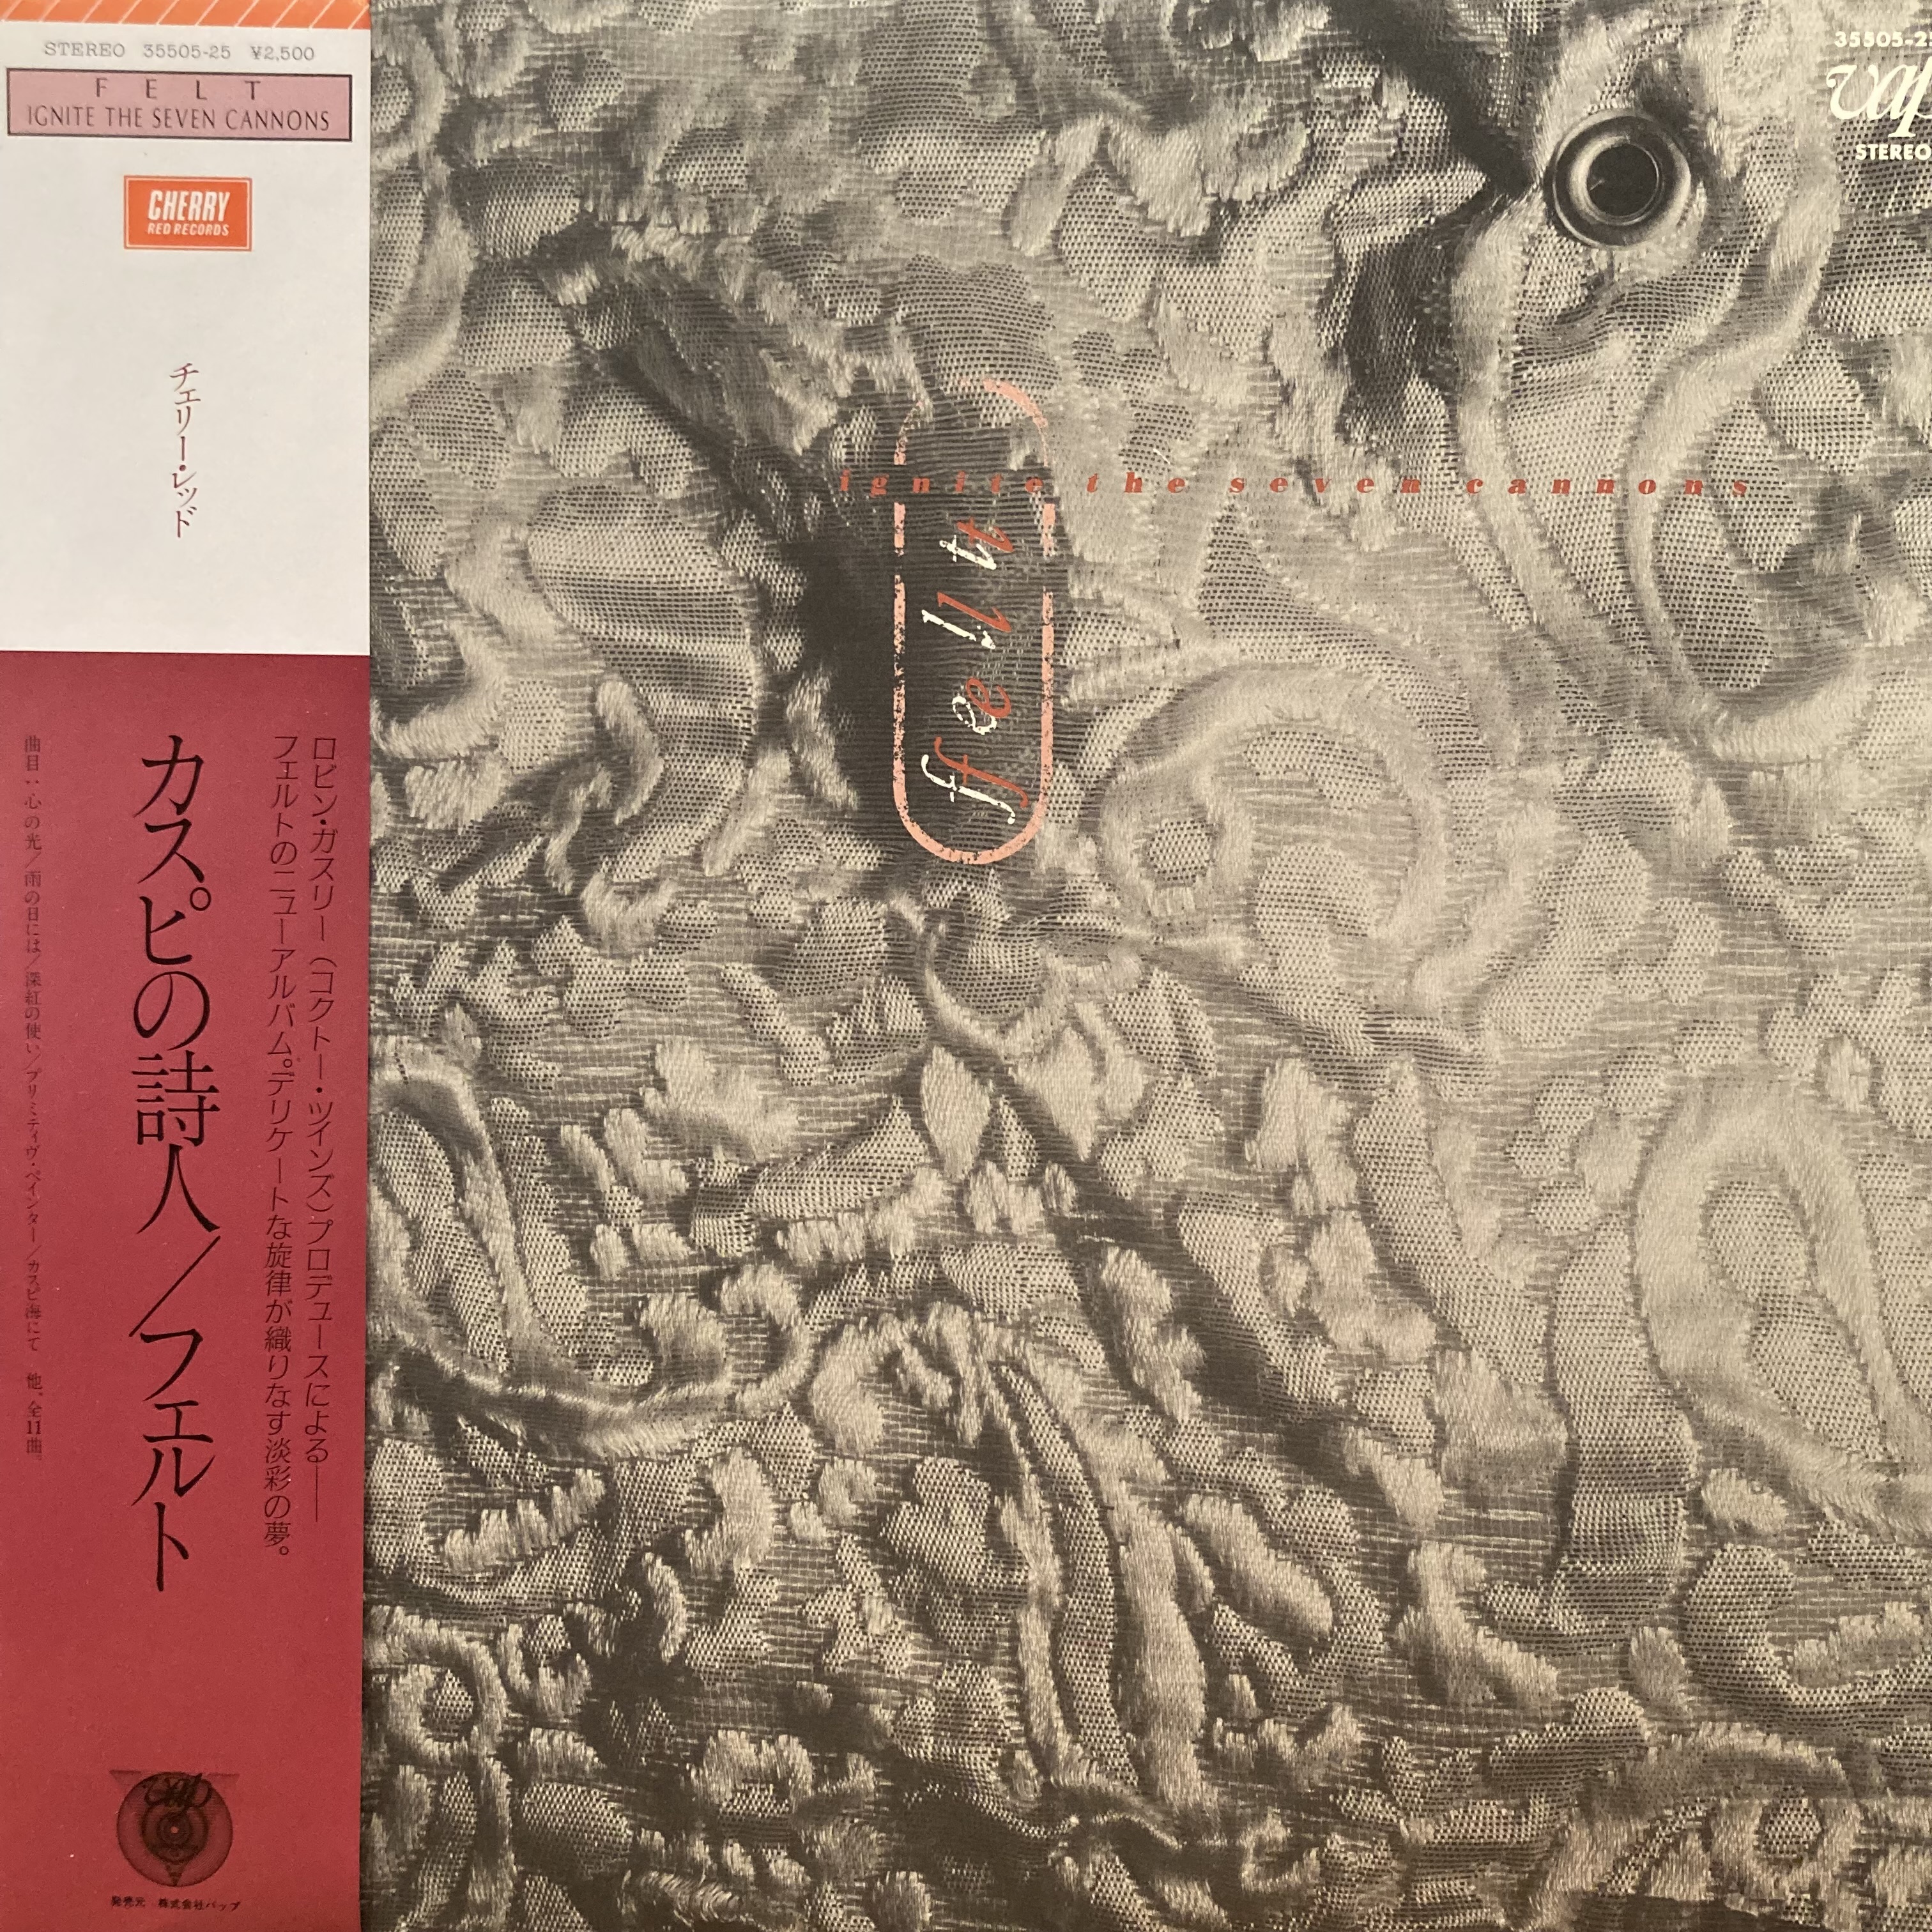 STEREO 35505-25 ¥2,500
FELT
IGNITE THE SEVEN CANNONS
CHERRY
RED RECORDS
チェリー・レッド
ロビン・ガスリー（コクトー・ツインズ）プロデュースによる——
フェルトのニューアルバム。デリケートな旋律が織りなす淡彩の夢。
カスピの詩人／フェルト
曲目：心の光／雨の日には／深紅の使い／プリミティヴ・ペインター／カスピ海にて 他。全11曲。
vap
発売元 株式会社バップ
35505-25
vap
STEREO
ignite the seven cannons
felt